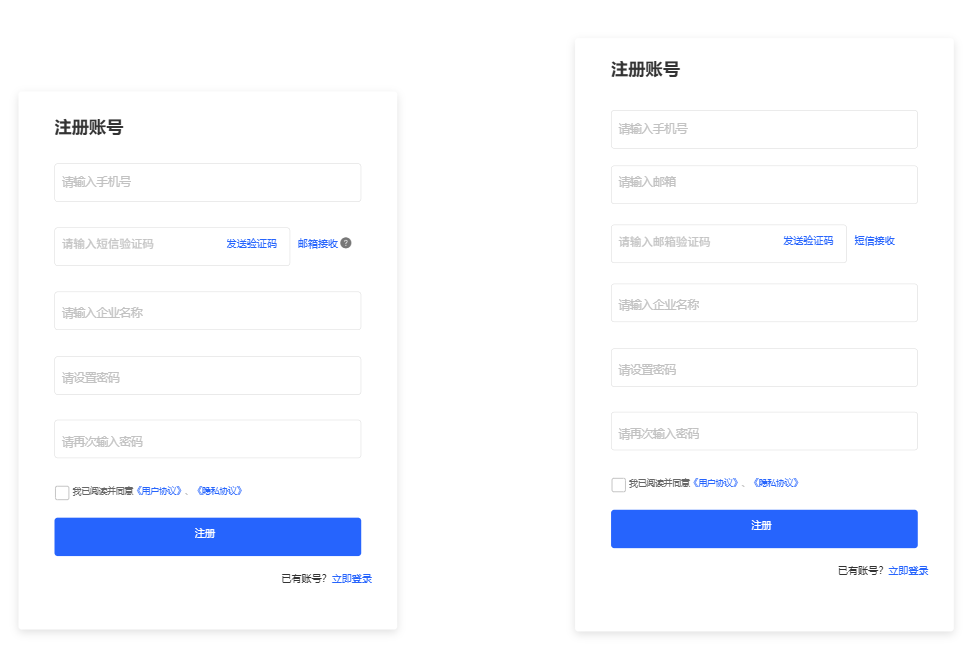 注册账号
请输入手机号
请输入短信验证码 发送验证码 邮箱接收 ?
请输入企业名称
请设置密码
请再次输入密码
我已阅读并同意《用户协议》、《隐私协议》
注册
已有账号？立即登录
注册账号
请输入手机号
请输入邮箱
请输入邮箱验证码 发送验证码 短信接收
请输入企业名称
请设置密码
请再次输入密码
我已阅读并同意《用户协议》、《隐私协议》
注册
已有账号？立即登录